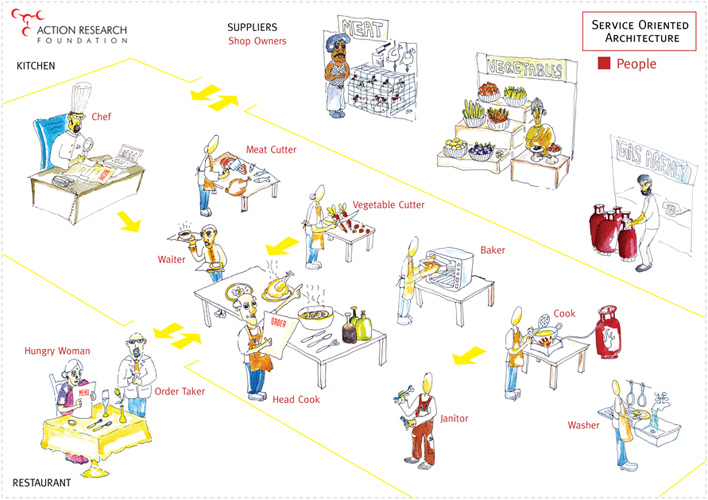 ACTION RESEARCH
FOUNDATION
SUPPLIERS
Shop Owners
SERVICE ORIENTED
ARCHITECTURE
People
KITCHEN
MEAT
VEGETABLES
GAS AGENCY
Chef
Meat Cutter
Vegetable Cutter
Waiter
Baker
Cook
ORDER
Hungry Woman
MENU
Order Taker
Head Cook
Janitor
Washer
RESTAURANT